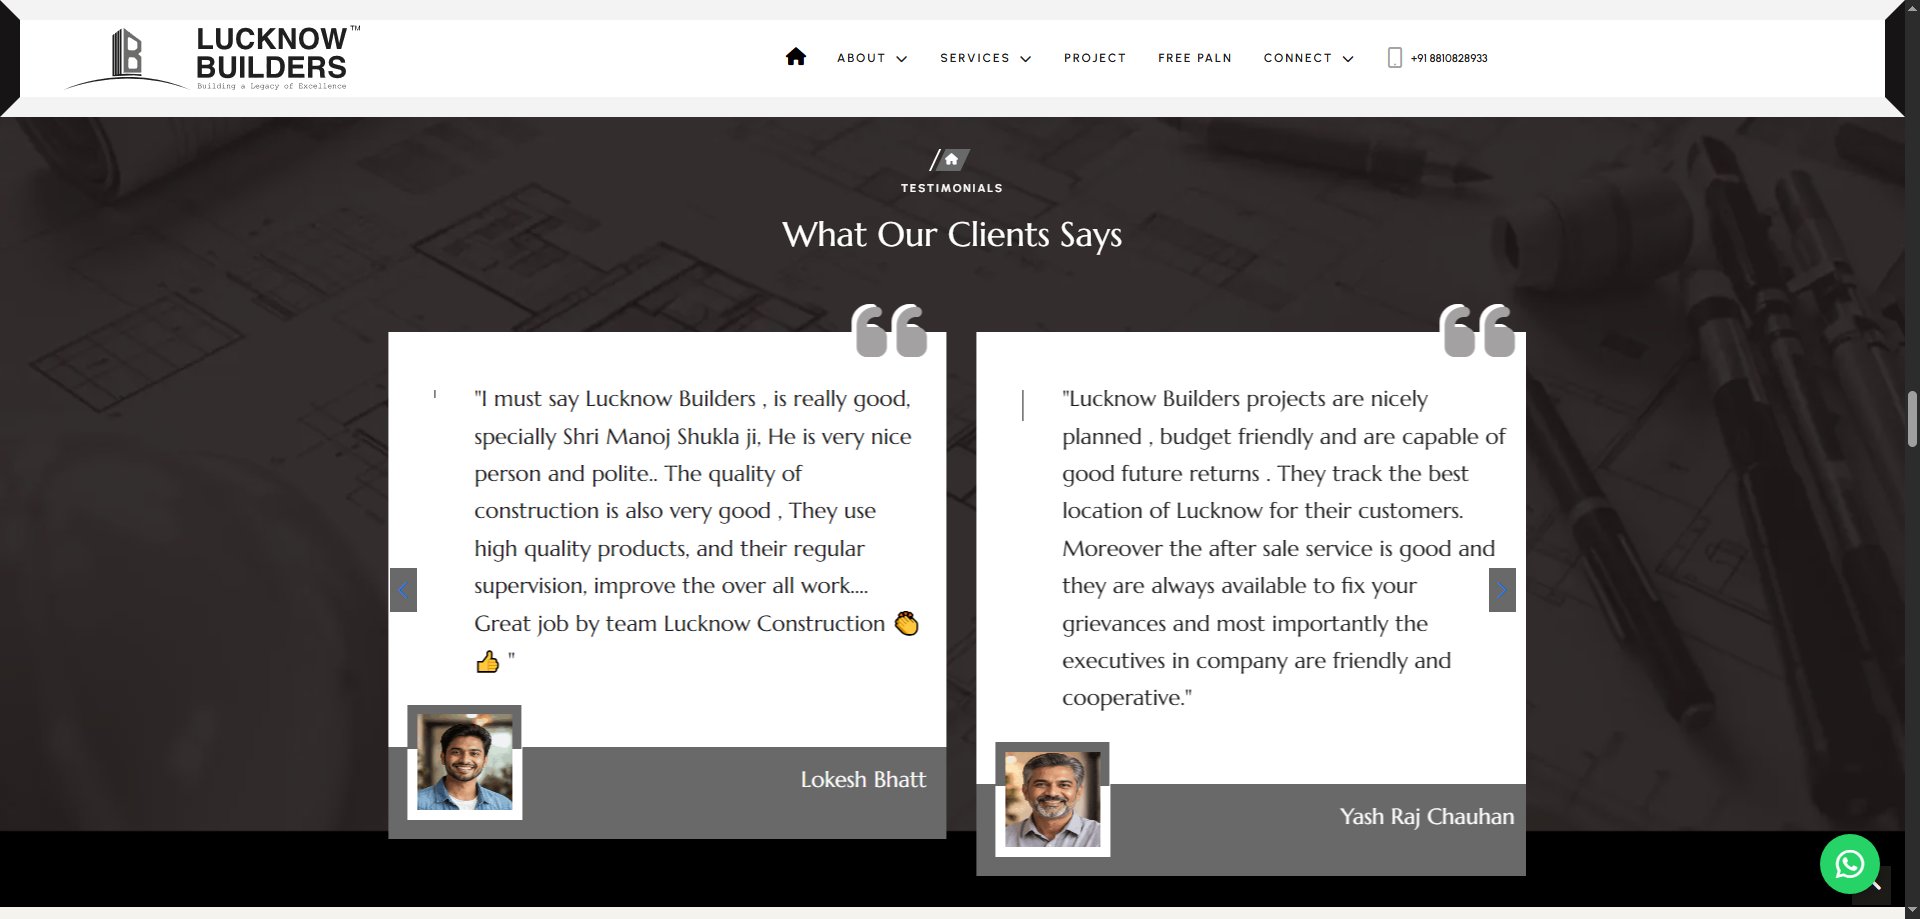 LUCKNOW™
BUILDERS
Building a Legacy of Excellence
ABOUT
SERVICES
PROJECT
FREE PALN
CONNECT
+91 8810828933
TESTIMONIALS
What Our Clients Says
"I must say Lucknow Builders , is really good,
specially Shri Manoj Shukla ji, He is very nice
person and polite.. The quality of
construction is also very good , They use
high quality products, and their regular
supervision, improve the over all work....
Great job by team Lucknow Construction 👏
👍 "
Lokesh Bhatt
"Lucknow Builders projects are nicely
planned , budget friendly and are capable of
good future returns . They track the best
location of Lucknow for their customers.
Moreover the after sale service is good and
they are always available to fix your
grievances and most importantly the
executives in company are friendly and
cooperative."
Yash Raj Chauhan